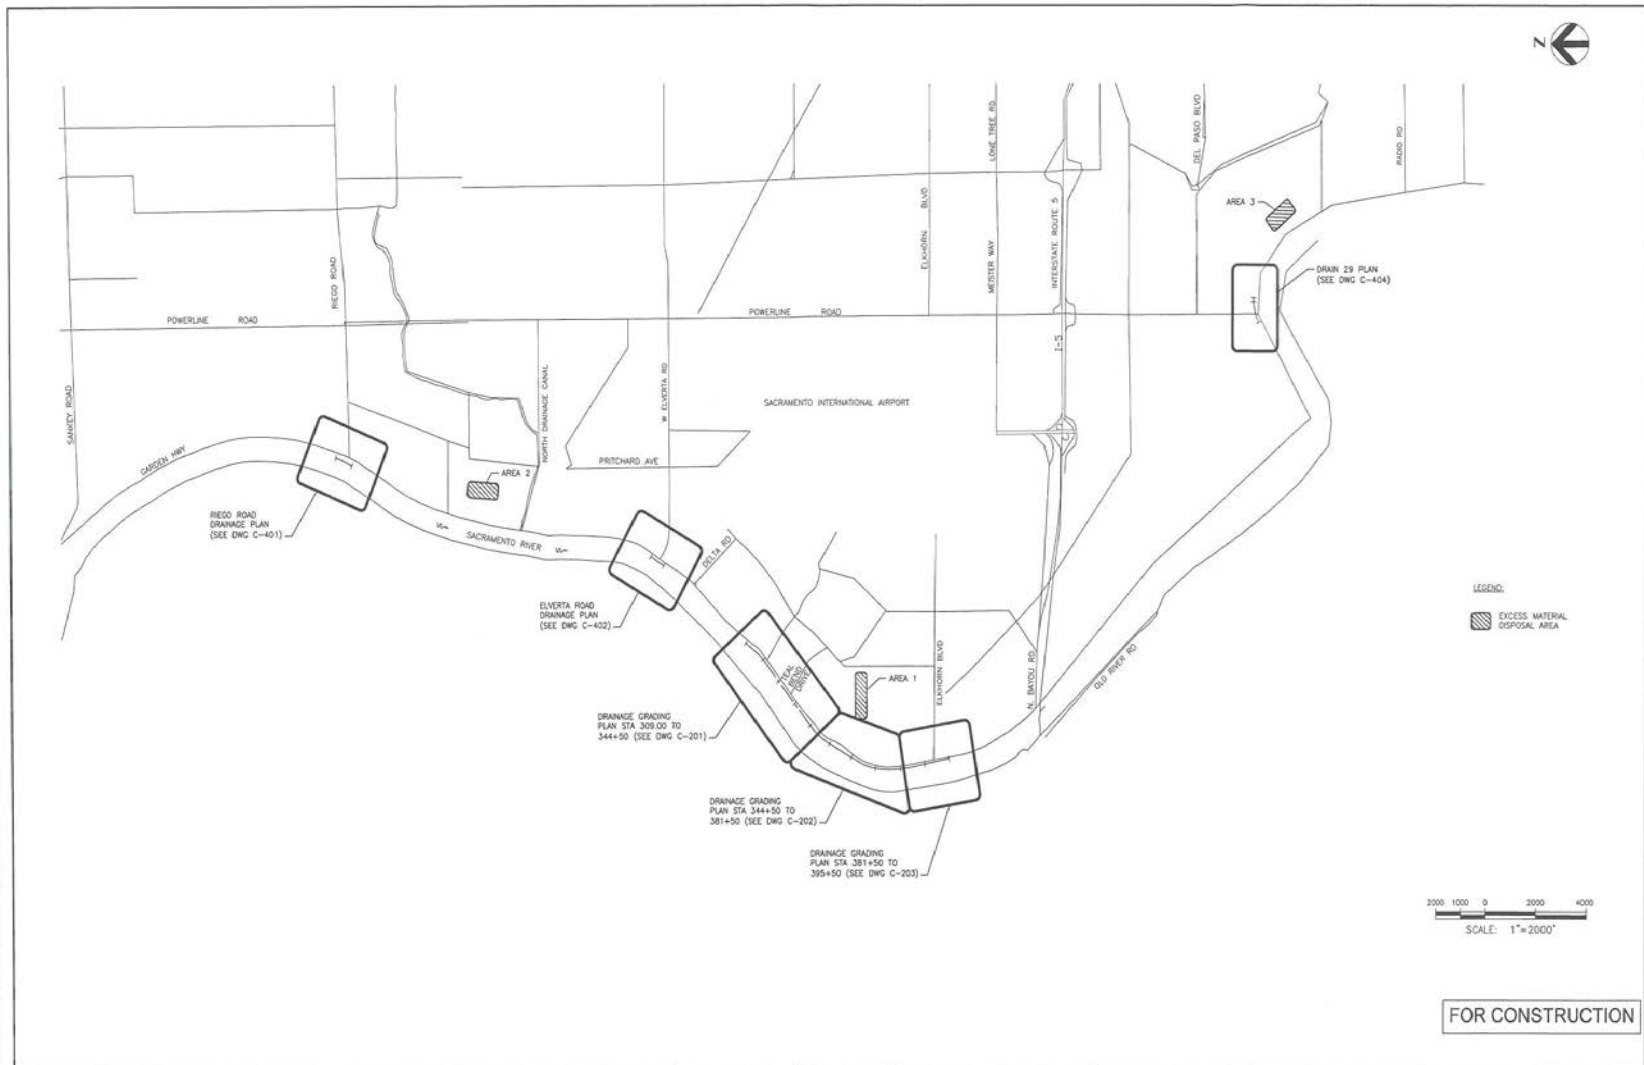 N
DEL PASO BLVD
LONE TREE RD.
RADIO RD
AREA 3
ELKHORN BLVD
MEISTER WAY
INTERSTATE ROUTE 5
RIEGO ROAD
DRAIN 29 PLAN
(SEE DWG C-404)
POWERLINE ROAD
POWERLINE ROAD
I-5
SANKEY ROAD
NORTH DRAINAGE CANAL
W ELVERTA RD
SACRAMENTO INTERNATIONAL AIRPORT
GARDEN HWY
PRITCHARD AVE
AREA 2
RIEGO ROAD
DRAINAGE PLAN
(SEE DWG C-401)
SACRAMENTO RIVER
DELTA RD
ELVERTA ROAD
DRAINAGE PLAN
(SEE DWG C-402)
LEGEND:
EXCESS MATERIAL
DISPOSAL AREA
TEAL
BEND
DRIVE
AREA 1
ELKHORN BLVD
N. BAYOU RD
OLD RIVER RD
DRAINAGE GRADING
PLAN STA 309.00 TO
344+50 (SEE DWG C-201)
DRAINAGE GRADING
PLAN STA 344+50 TO
381+50 (SEE DWG C-202)
DRAINAGE GRADING
PLAN STA 381+50 TO
395+50 (SEE DWG C-203)
2000 1000 0 2000 4000
SCALE: 1"=2000'
FOR CONSTRUCTION